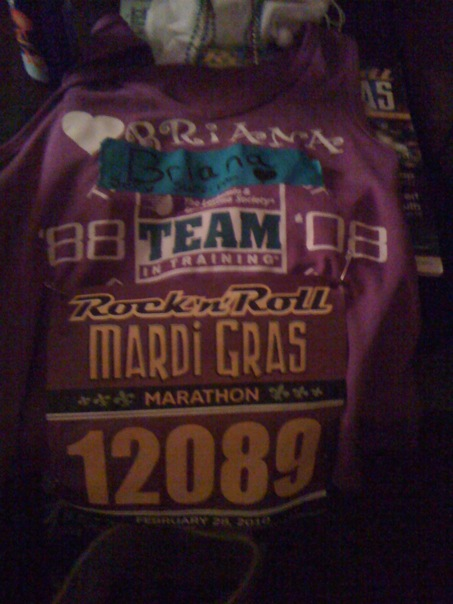 BRIANA
Briana
The Leukemia Society
'88 TEAM '08
IN TRAINING
Rock'n'Roll
MARDi GRAS
MARATHON
12089
FEBRUARY 28, 2010